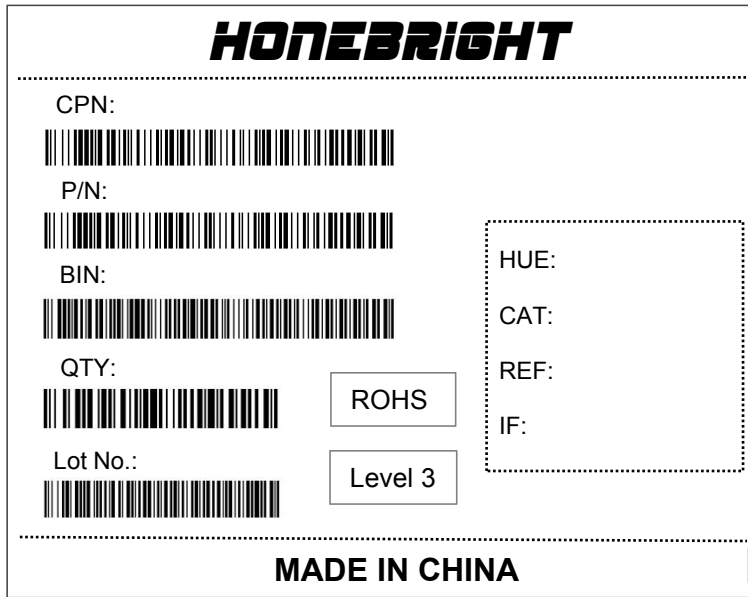 HONEBRIGHT
CPN:
P/N:
BIN:
QTY:
Lot No.:
ROHS
Level 3
HUE:
CAT:
REF:
IF:
MADE IN CHINA